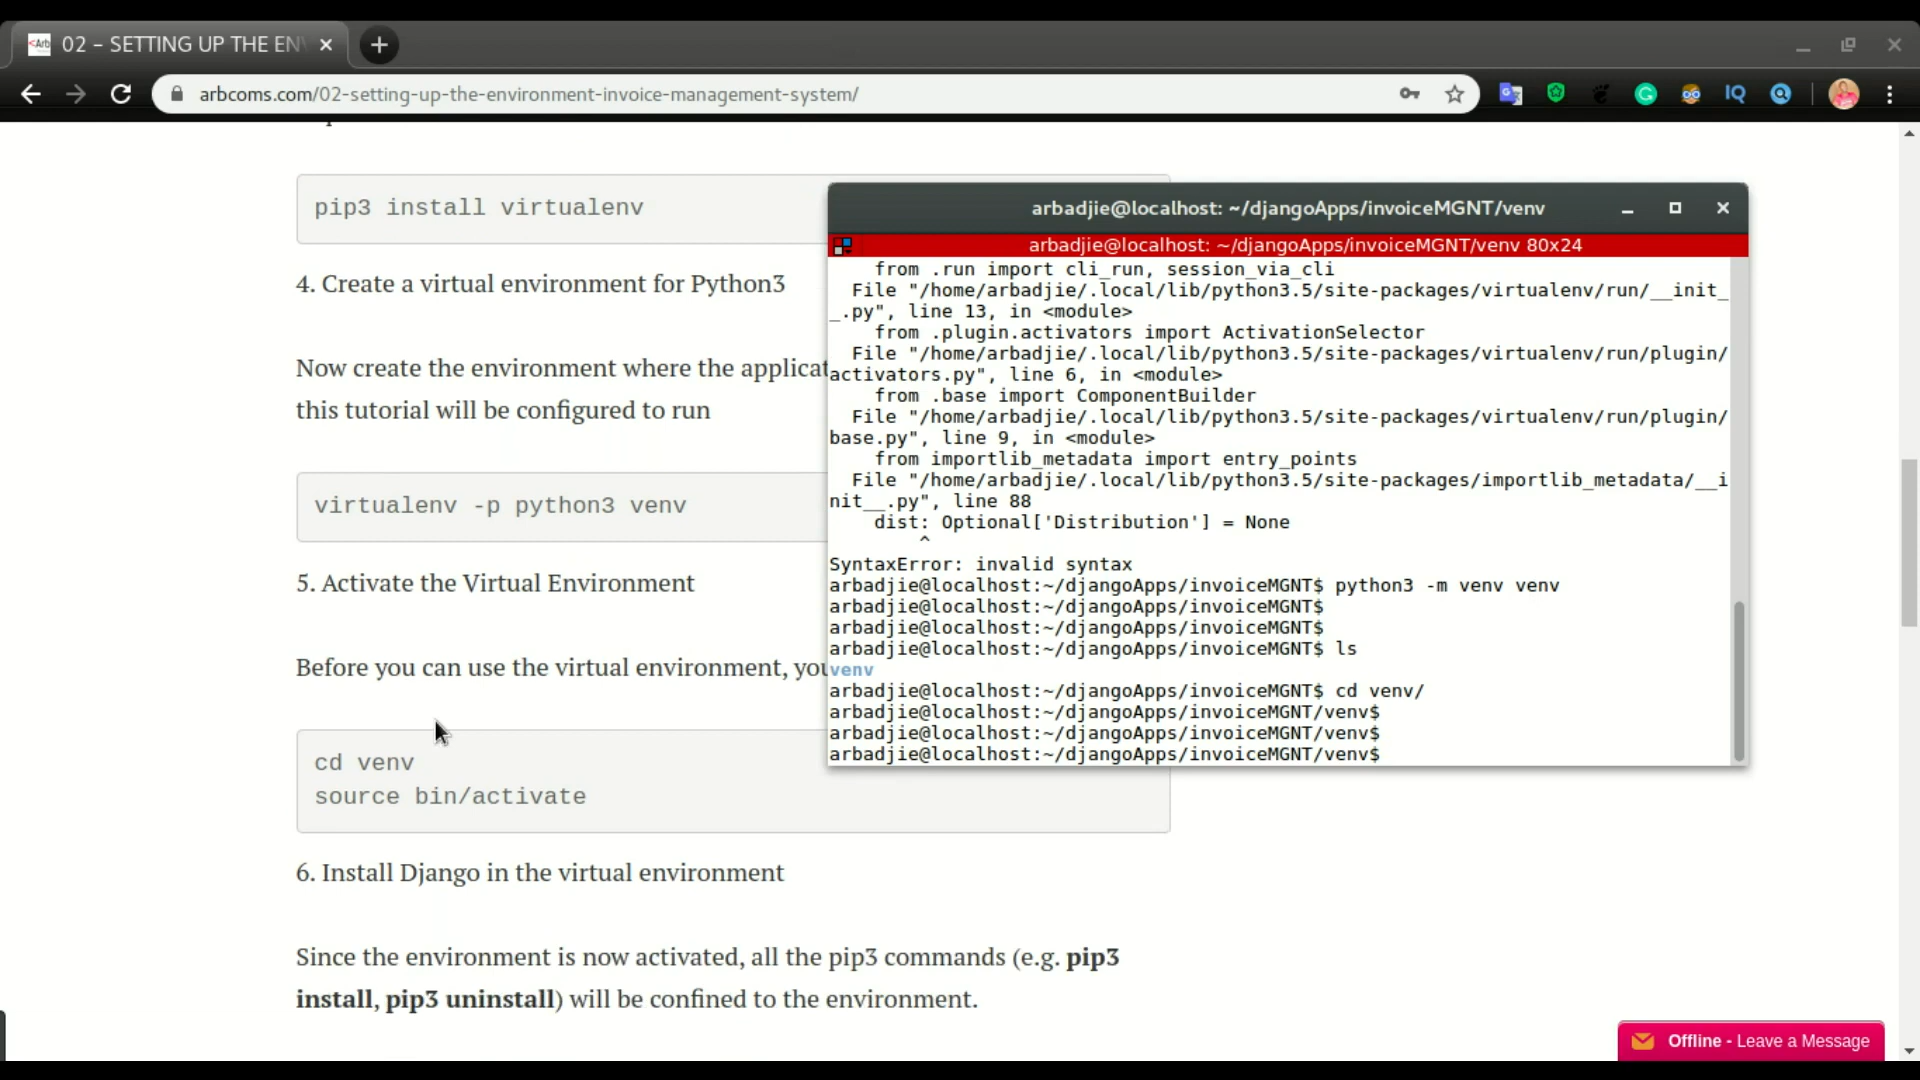 02 – SETTING UP THE EN
arbcoms.com/02-setting-up-the-environment-invoice-management-system/
IQ
pip3 install virtualenv
4. Create a virtual environment for Python3
Now create the environment where the applicat
this tutorial will be configured to run
virtualenv -p python3 venv
5. Activate the Virtual Environment
Before you can use the virtual environment, you
cd venv
source bin/activate
6. Install Django in the virtual environment
Since the environment is now activated, all the pip3 commands (e.g. pip3
install, pip3 uninstall) will be confined to the environment.
arbadjie@localhost: ~/djangoApps/invoiceMGNT/venv
arbadjie@localhost: ~/djangoApps/invoiceMGNT/venv 80x24
from .run import cli_run, session_via_cli
File "/home/arbadjie/.local/lib/python3.5/site-packages/virtualenv/run/__init_
_.py", line 13, in <module>
from .plugin.activators import ActivationSelector
File "/home/arbadjie/.local/lib/python3.5/site-packages/virtualenv/run/plugin/
activators.py", line 6, in <module>
from .base import ComponentBuilder
File "/home/arbadjie/.local/lib/python3.5/site-packages/virtualenv/run/plugin/
base.py", line 9, in <module>
from importlib_metadata import entry_points
File "/home/arbadjie/.local/lib/python3.5/site-packages/importlib_metadata/__i
nit__.py", line 88
dist: Optional['Distribution'] = None
^
SyntaxError: invalid syntax
arbadjie@localhost:~/djangoApps/invoiceMGNT$ python3 -m venv venv
arbadjie@localhost:~/djangoApps/invoiceMGNT$
arbadjie@localhost:~/djangoApps/invoiceMGNT$
arbadjie@localhost:~/djangoApps/invoiceMGNT$ ls
venv
arbadjie@localhost:~/djangoApps/invoiceMGNT$ cd venv/
arbadjie@localhost:~/djangoApps/invoiceMGNT/venv$
arbadjie@localhost:~/djangoApps/invoiceMGNT/venv$
arbadjie@localhost:~/djangoApps/invoiceMGNT/venv$
Offline - Leave a Message